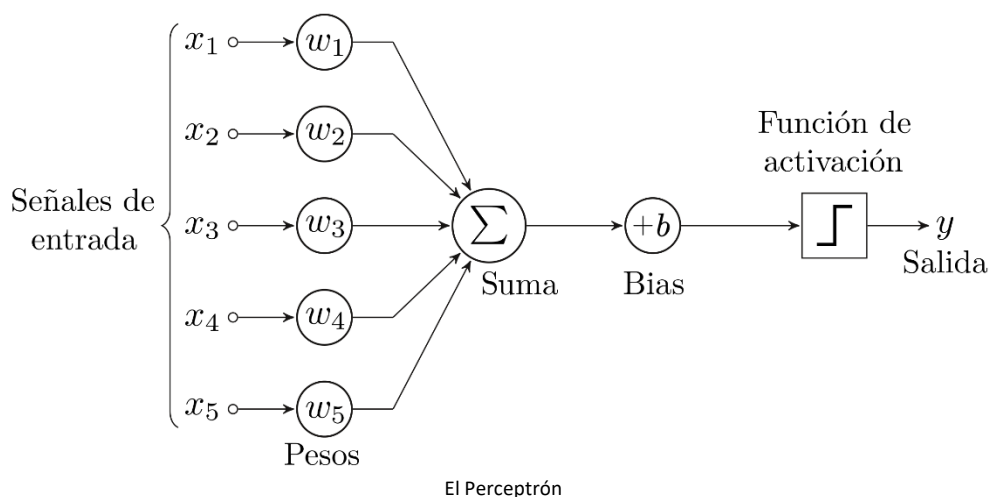 Señales de
entrada
x₁
x₂
x₃
x₄
x₅
w₁
w₂
w₃
w₄
w₅
Pesos
∑
Suma
+b
Bias
Función de
activación
y
Salida
El Perceptrón